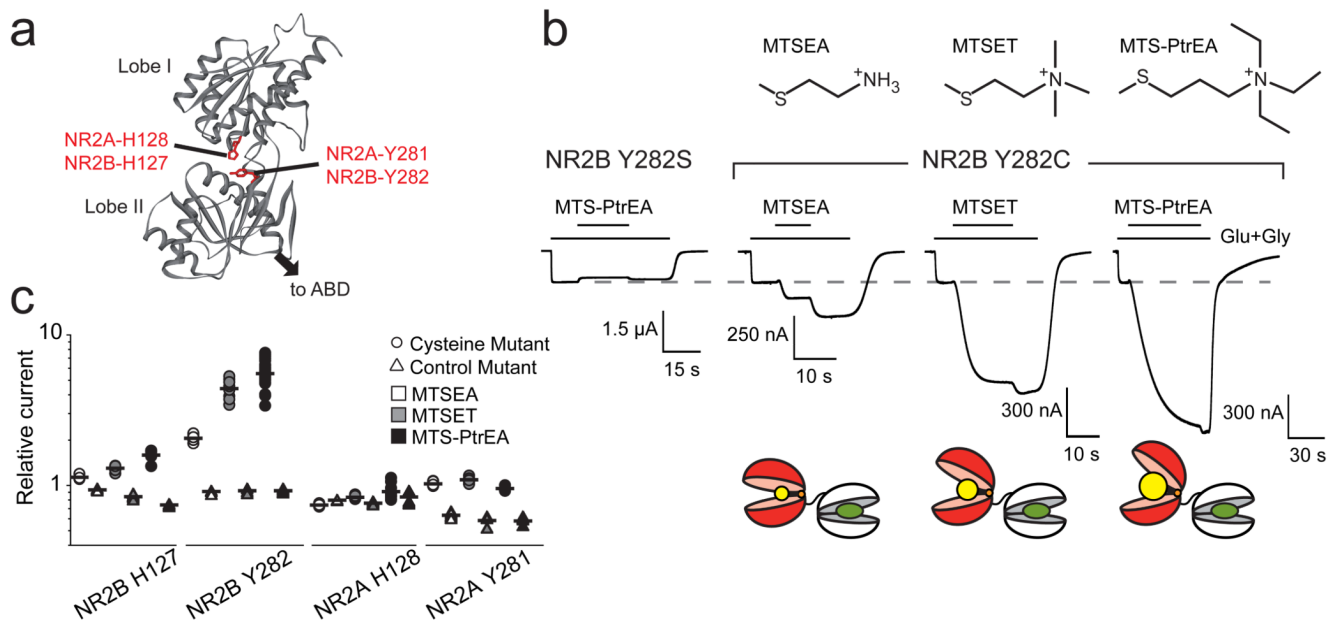 a
Lobe I
NR2A-H128
NR2B-H127
NR2A-Y281
NR2B-Y282
Lobe II
to ABD
b
MTSEA
MTSET
MTS-PtrEA
S
+NH3
S
+
N
S
+
N
NR2B Y282S
NR2B Y282C
MTS-PtrEA
MTSEA
MTSET
MTS-PtrEA
Glu+Gly
1.5 µA
15 s
250 nA
10 s
300 nA
10 s
300 nA
30 s
c
Relative current
10
1
Cysteine Mutant
Control Mutant
MTSEA
MTSET
MTS-PtrEA
NR2B H127
NR2B Y282
NR2A H128
NR2A Y281